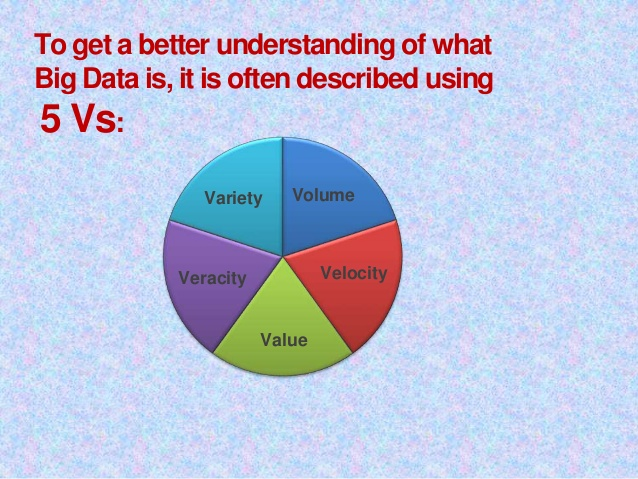 To get a better understanding of what
Big Data is, it is often described using
5 Vs:
Variety
Volume
Veracity
Velocity
Value